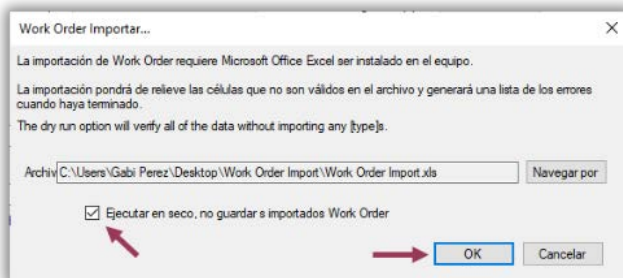 Work Order Importar...
La importación de Work Order requiere Microsoft Office Excel ser instalado en el equipo.
La importación pondrá de relieve las células que no son válidos en el archivo y generará una lista de los errores
cuando haya terminado.
The dry run option will verify all of the data without importing any [type]s.
Archiv C:\Users\Gabi Perez\Desktop\Work Order Import\Work Order Import.xls Navegar por
Ejecutar en seco, no guardar s importados Work Order
OK Cancelar